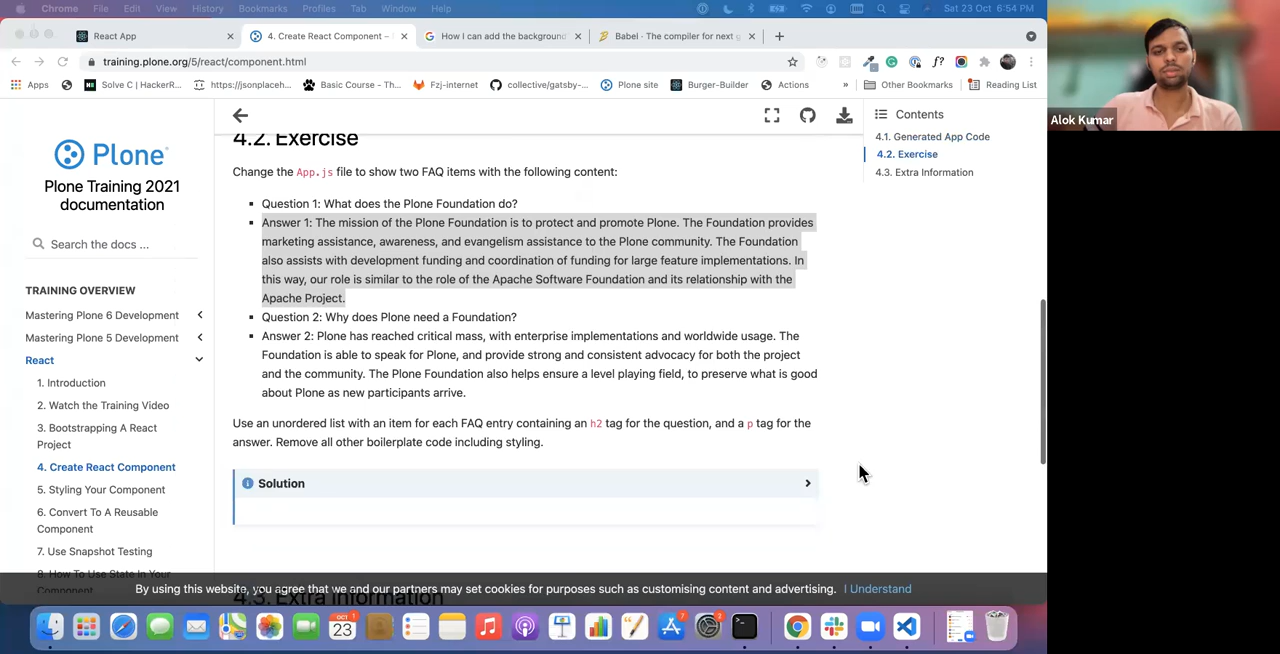 Chrome File Edit View History Bookmarks Profiles Tab Window Help Sat 23 Oct 6:54 PM
React App
4. Create React Component –
How I can add the background
Babel · The compiler for next g
training.plone.org/5/react/component.html
Apps
Solve C | HackerR...
https://jsonplaceh...
Basic Course - Th...
Fzj-internet
collective/gatsby-...
Plone site
Burger-Builder
Actions
»
Other Bookmarks
Reading List
Alok Kumar
Plone
Plone Training 2021
documentation
Search the docs ...
TRAINING OVERVIEW
Mastering Plone 6 Development
Mastering Plone 5 Development
React
1. Introduction
2. Watch the Training Video
3. Bootstrapping A React
Project
4. Create React Component
5. Styling Your Component
6. Convert To A Reusable
Component
7. Use Snapshot Testing
8. How To Use State In Your
Component
4.2. Exercise
Change the App.js file to show two FAQ items with the following content:
Question 1: What does the Plone Foundation do?
Answer 1: The mission of the Plone Foundation is to protect and promote Plone. The Foundation provides
marketing assistance, awareness, and evangelism assistance to the Plone community. The Foundation
also assists with development funding and coordination of funding for large feature implementations. In
this way, our role is similar to the role of the Apache Software Foundation and its relationship with the
Apache Project.
Question 2: Why does Plone need a Foundation?
Answer 2: Plone has reached critical mass, with enterprise implementations and worldwide usage. The
Foundation is able to speak for Plone, and provide strong and consistent advocacy for both the project
and the community. The Plone Foundation also helps ensure a level playing field, to preserve what is good
about Plone as new participants arrive.
Use an unordered list with an item for each FAQ entry containing an h2 tag for the question, and a p tag for the
answer. Remove all other boilerplate code including styling.
Solution
4.3. Extra Information
Contents
4.1. Generated App Code
4.2. Exercise
4.3. Extra Information
By using this website, you agree that we and our partners may set cookies for purposes such as customising content and advertising. I Understand
OCT 1
23
7
2